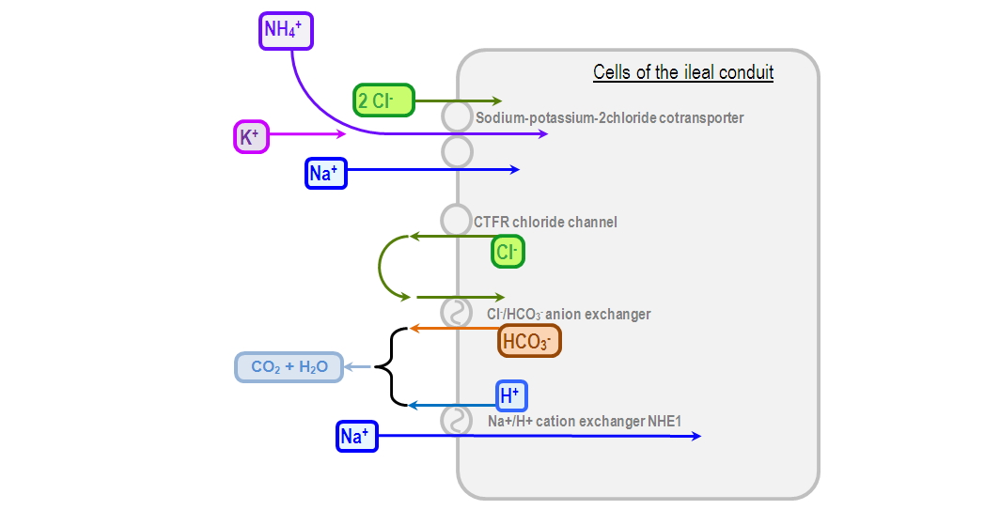 NH₄⁺
Cells of the ileal conduit
2 Cl⁻
Sodium-potassium-2chloride cotransporter
K⁺
Na⁺
CTFR chloride channel
Cl⁻
Cl⁻/HCO₃⁻ anion exchanger
HCO₃⁻
CO₂ + H₂O
H⁺
Na+/H+ cation exchanger NHE1
Na⁺